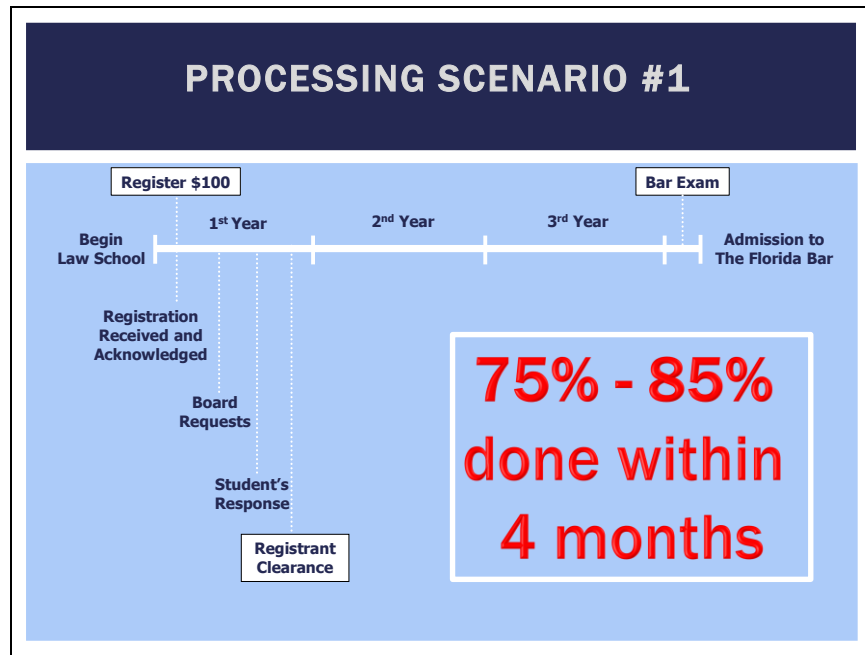 PROCESSING SCENARIO #1
Register $100
Bar Exam
1st Year
2nd Year
3rd Year
Begin
Law School
Admission to
The Florida Bar
Registration
Received and
Acknowledged
Board
Requests
Student’s
Response
Registrant
Clearance
75% - 85%
done within
4 months